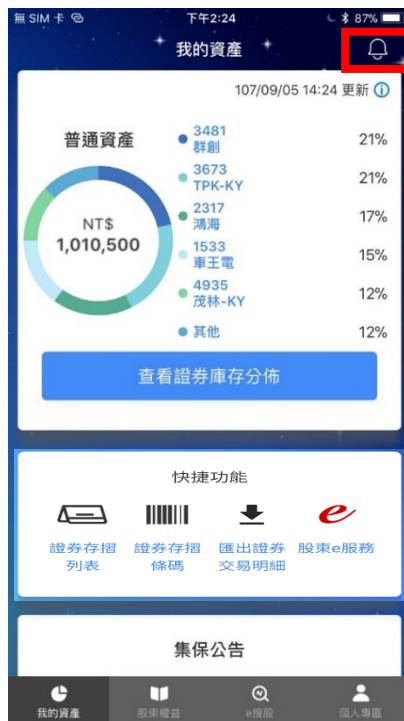 無 SIM 卡 下午2:24 87%
我的資產
107/09/05 14:24 更新
普通資產
NT$
1,010,500
3481
群創
21%
3673
TPK-KY
21%
2317
鴻海
17%
1533
車王電
15%
4935
茂林-KY
12%
其他
12%
查看證券庫存分佈
快捷功能
證券存摺
列表
證券存摺
條碼
匯出證券
交易明細
股東e服務
集保公告
我的資產 股東權益 e搜股 個人專區